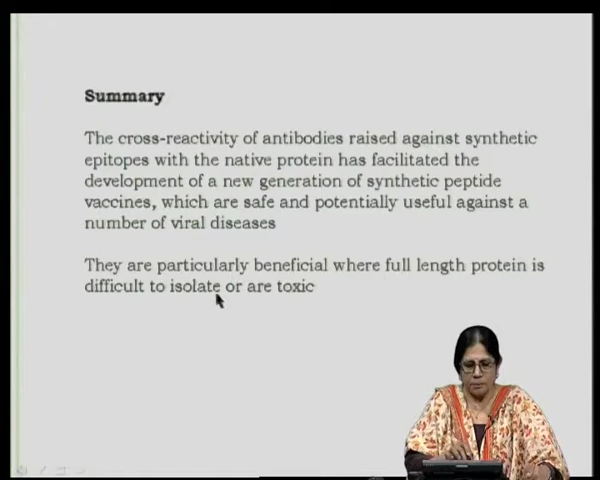 Summary
The cross-reactivity of antibodies raised against synthetic
epitopes with the native protein has facilitated the
development of a new generation of synthetic peptide
vaccines, which are safe and potentially useful against a
number of viral diseases
They are particularly beneficial where full length protein is
difficult to isolate or are toxic